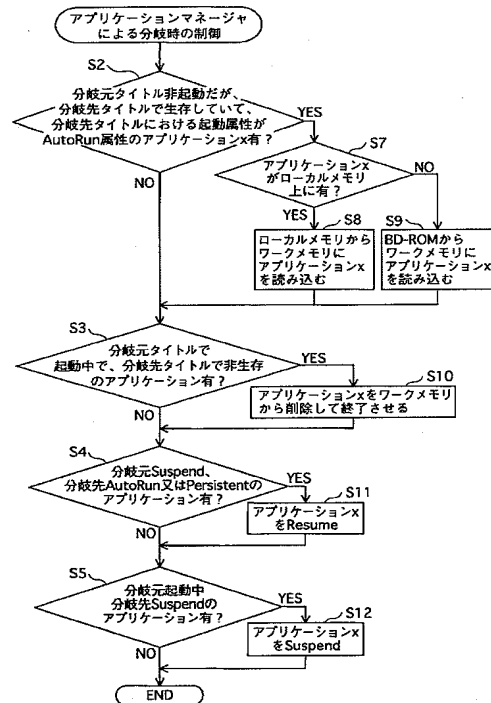 アプリケーションマネージャ
による分岐時の制御
S2
分岐元タイトル非起動だが、
分岐先タイトルで生存していて、
分岐先タイトルにおける起動属性が
AutoRun属性のアプリケーションx有?
YES
NO
S7
アプリケーションx
がローカルメモリ
上に有?
NO
YES
S8
ローカルメモリから
ワークメモリに
アプリケーションx
を読み込む
S9
BD-ROMから
ワークメモリに
アプリケーションx
を読み込む
S3
分岐元タイトルで
起動中で、分岐先タイトルで非生存
のアプリケーション有?
YES
NO
S10
アプリケーションxをワークメモリ
から削除して終了させる
S4
分岐元Suspend、
分岐先AutoRun又はPersistentの
アプリケーション有?
YES
NO
S11
アプリケーションx
をResume
S5
分岐元起動中
分岐先Suspendの
アプリケーション有?
YES
NO
S12
アプリケーションx
をSuspend
END